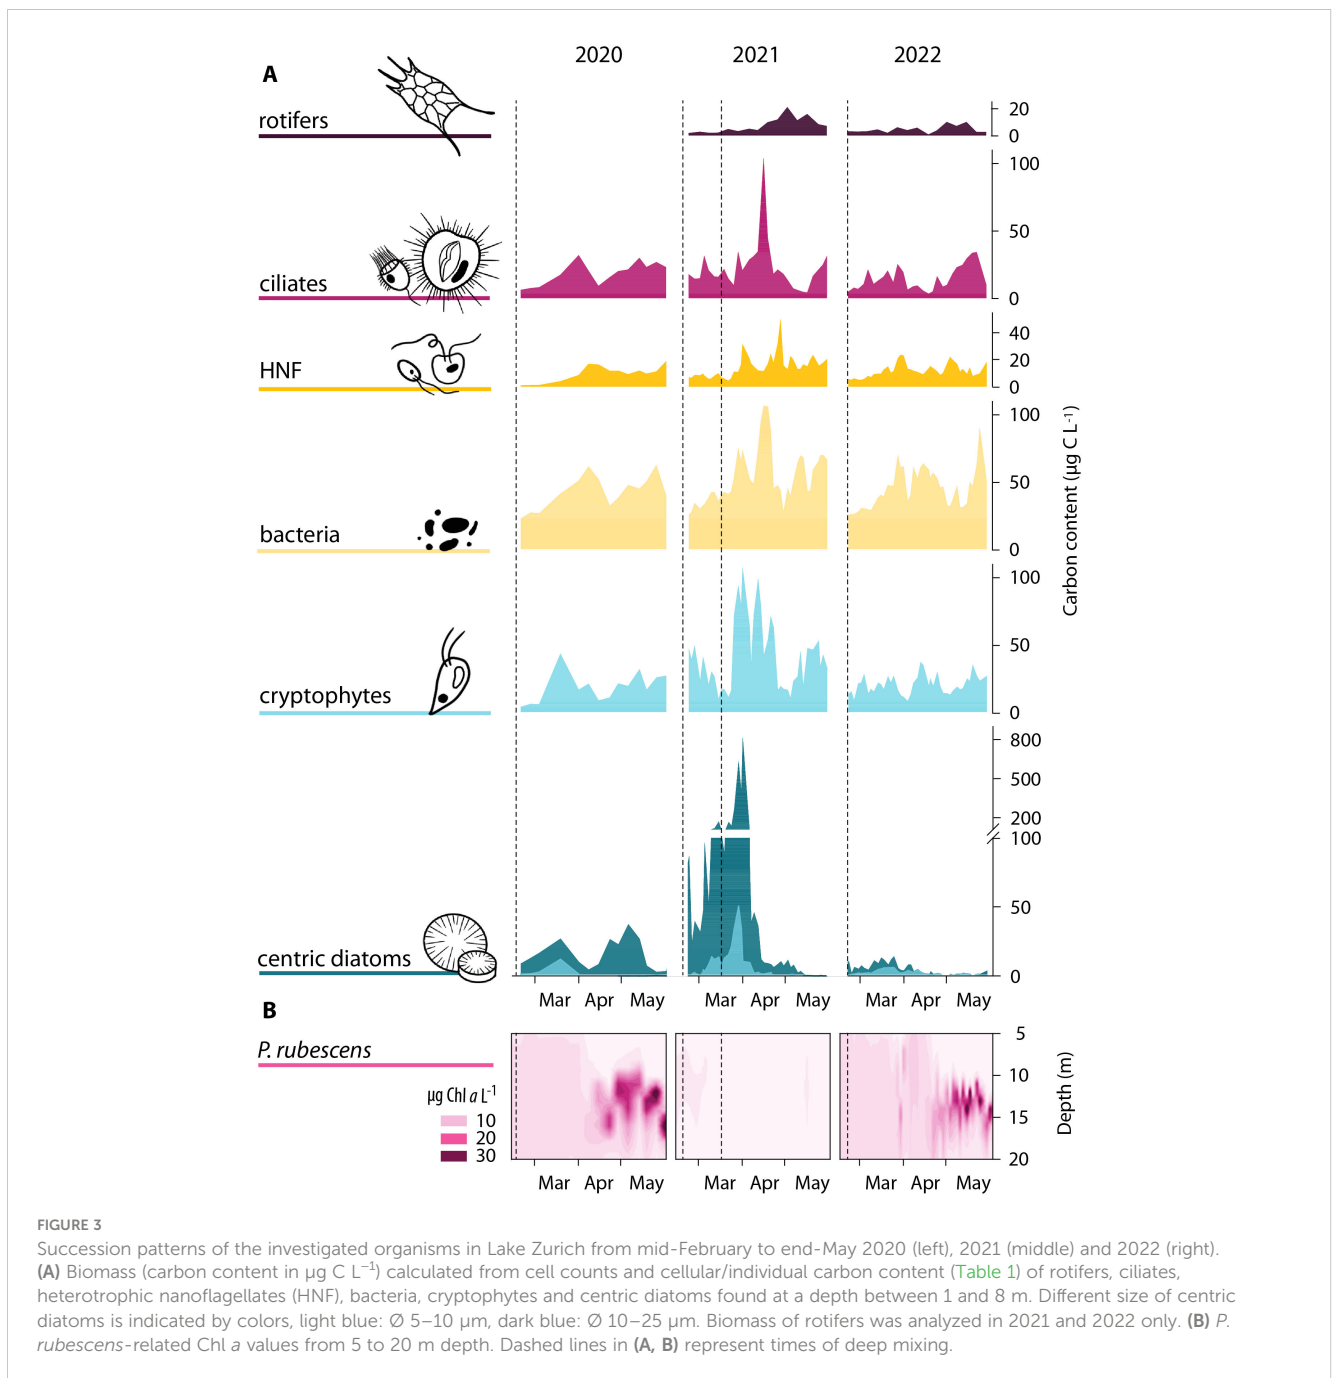 2020 2021 2022
A
rotifers
20
0
ciliates
100
50
0
HNF
40
20
0
bacteria
100
50
0
Carbon content (µg C L-1)
cryptophytes
100
50
0
centric diatoms
800
500
200
100
50
0
Mar Apr May Mar Apr May Mar Apr May
B
P. rubescens
µg Chl a L-1
10
20
30
5
10
15
20
Depth (m)
Mar Apr May Mar Apr May Mar Apr May
FIGURE 3
Succession patterns of the investigated organisms in Lake Zurich from mid-February to end-May 2020 (left), 2021 (middle) and 2022 (right).
(A) Biomass (carbon content in µg C L−1) calculated from cell counts and cellular/individual carbon content (Table 1) of rotifers, ciliates,
heterotrophic nanoflagellates (HNF), bacteria, cryptophytes and centric diatoms found at a depth between 1 and 8 m. Different size of centric
diatoms is indicated by colors, light blue: Ø 5–10 µm, dark blue: Ø 10–25 µm. Biomass of rotifers was analyzed in 2021 and 2022 only. (B) P.
rubescens-related Chl a values from 5 to 20 m depth. Dashed lines in (A, B) represent times of deep mixing.